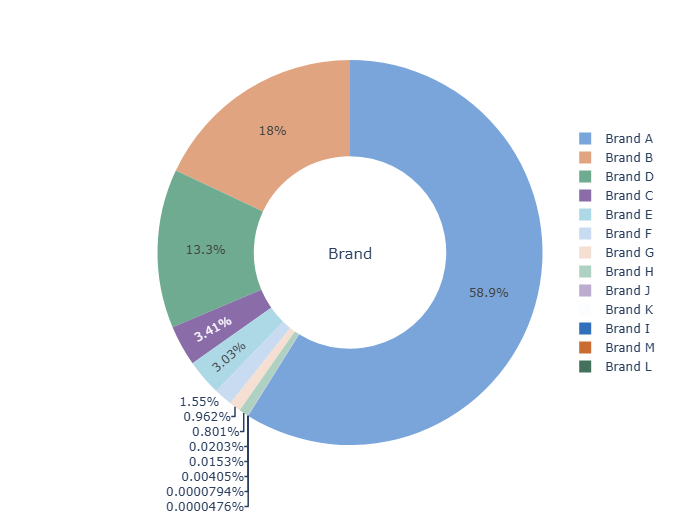 18%
13.3%
Brand
58.9%
3.41%
3.03%
1.55%
0.962%
0.801%
0.0203%
0.0153%
0.00405%
0.0000794%
0.0000476%
Brand A
Brand B
Brand D
Brand C
Brand E
Brand F
Brand G
Brand H
Brand J
Brand K
Brand I
Brand M
Brand L